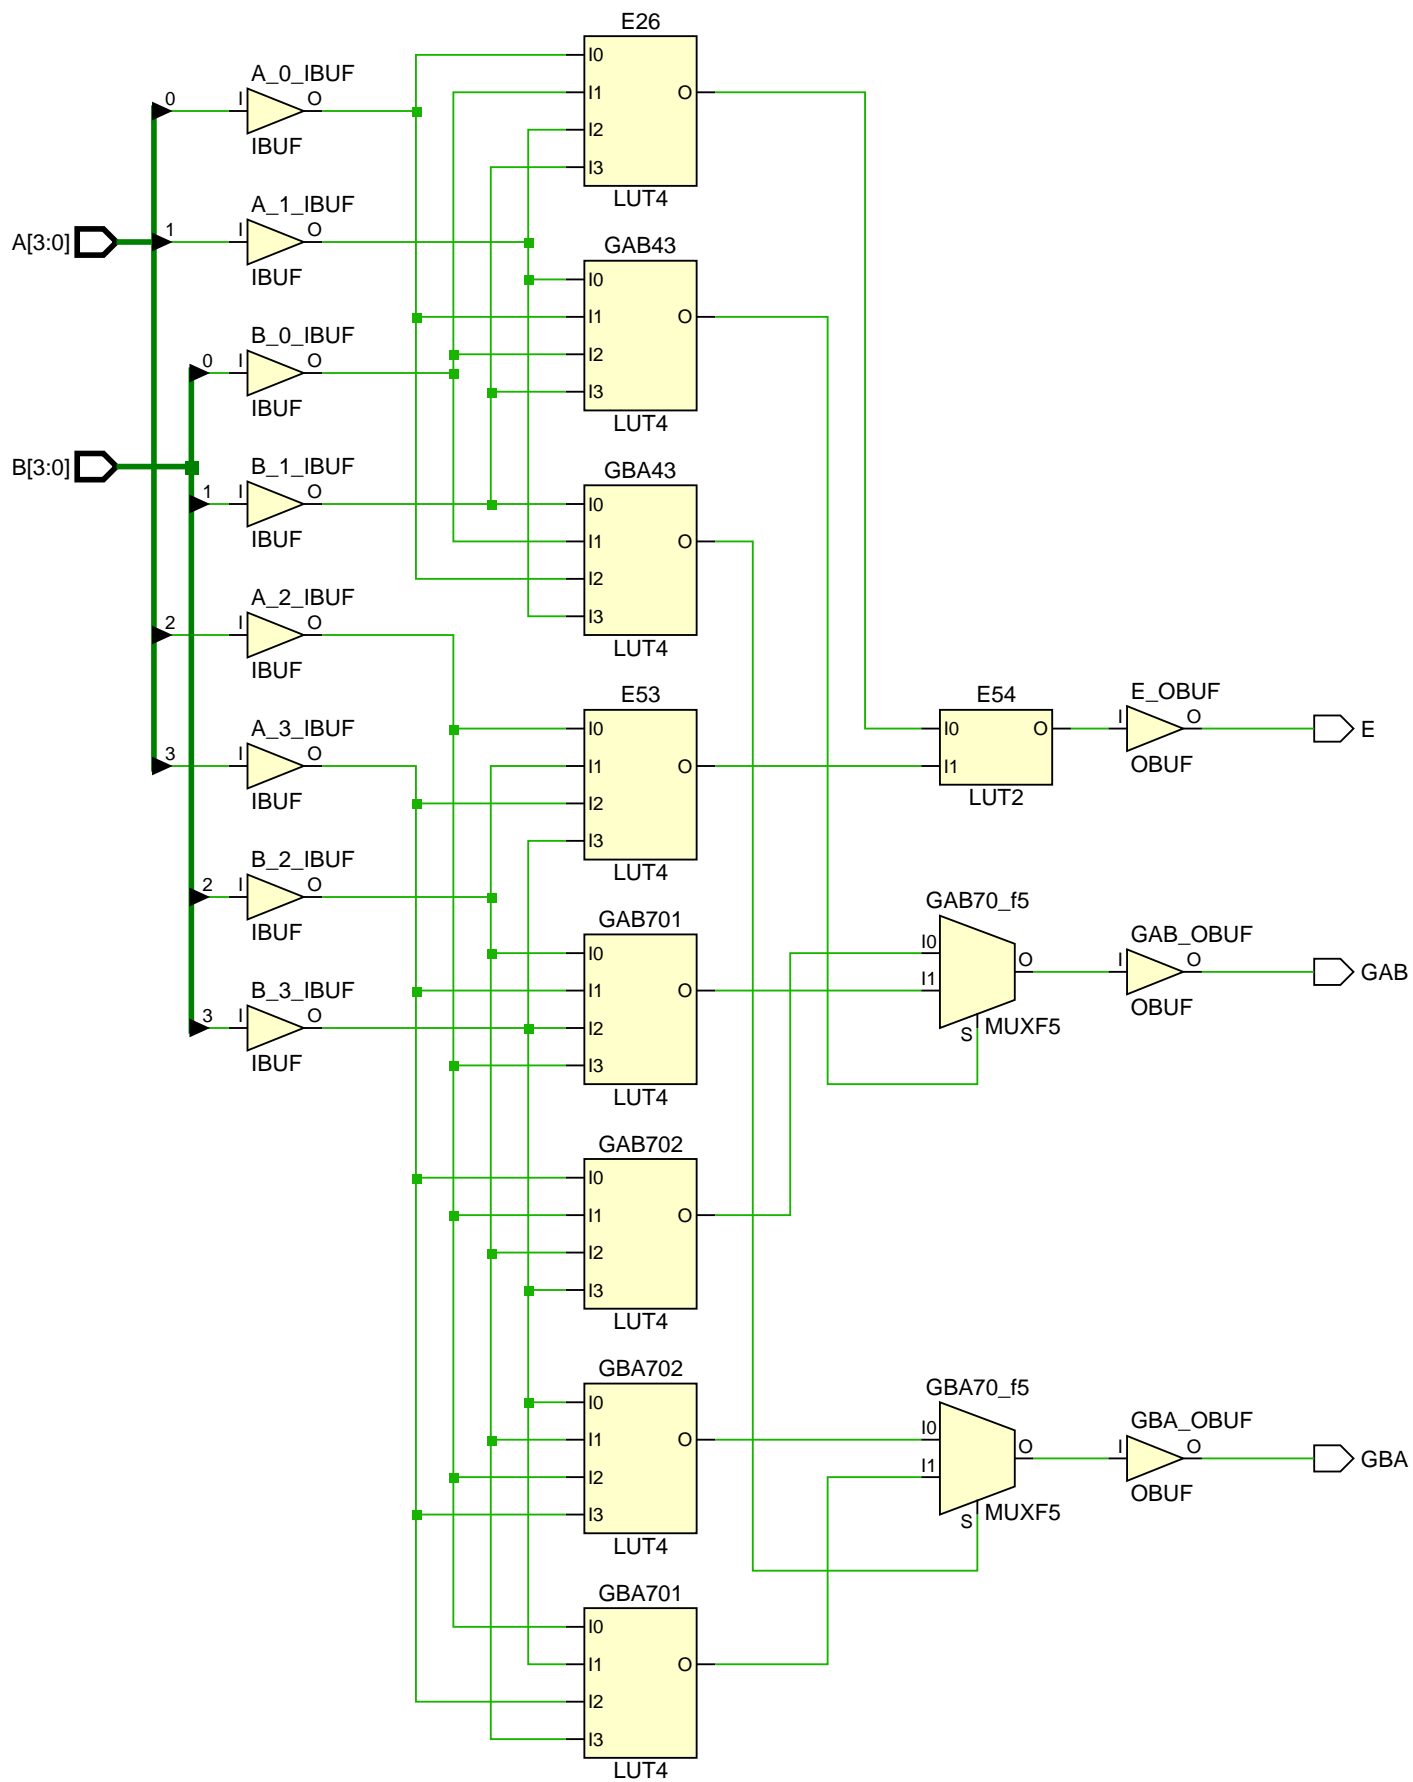 E26
I0
I1
I2
I3
O
LUT4
A_0_IBUF
0
I
O
IBUF
A_1_IBUF
1
I
O
IBUF
A[3:0]
GAB43
I0
I1
I2
I3
O
LUT4
B_0_IBUF
0
I
O
IBUF
B[3:0]
B_1_IBUF
1
I
O
IBUF
GBA43
I0
I1
I2
I3
O
LUT4
A_2_IBUF
2
I
O
IBUF
A_3_IBUF
3
I
O
IBUF
E53
I0
I1
I2
I3
O
LUT4
E54
I0
I1
O
LUT2
E_OBUF
I
O
OBUF
E
B_2_IBUF
2
I
O
IBUF
B_3_IBUF
3
I
O
IBUF
GAB701
I0
I1
I2
I3
O
LUT4
GAB70_f5
I0
I1
O
S
MUXF5
GAB_OBUF
I
O
OBUF
GAB
GAB702
I0
I1
I2
I3
O
LUT4
GBA702
I0
I1
I2
I3
O
LUT4
GBA70_f5
I0
I1
O
S
MUXF5
GBA_OBUF
I
O
OBUF
GBA
GBA701
I0
I1
I2
I3
O
LUT4